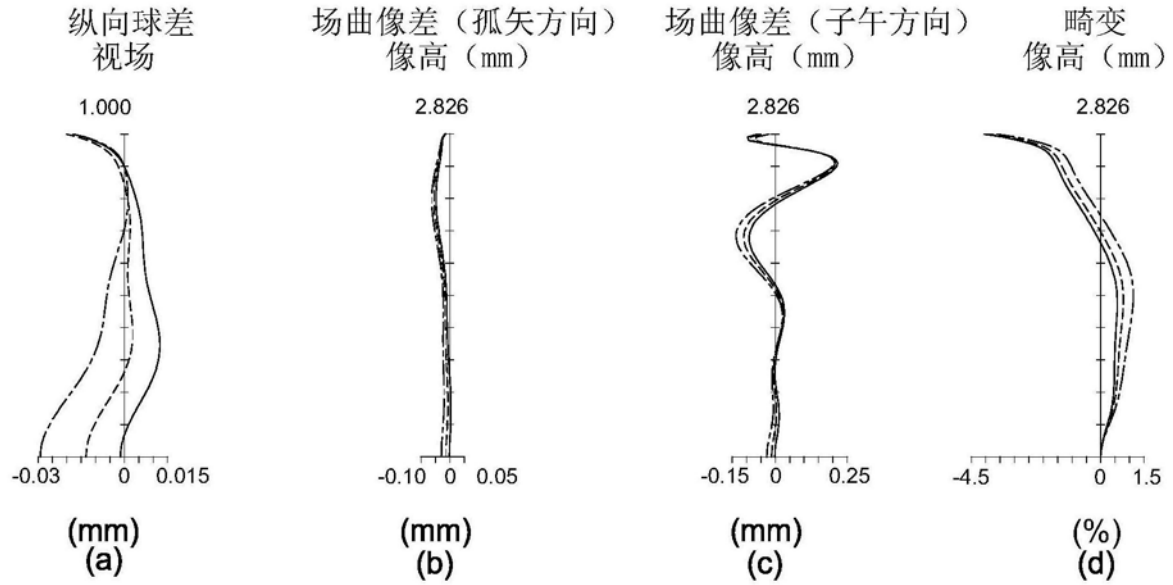 纵向球差
视场
1.000
-0.03 0 0.015
(mm)
(a)
场曲像差（孤矢方向）
像高（mm）
2.826
-0.10 0 0.05
(mm)
(b)
场曲像差（子午方向）
像高（mm）
2.826
-0.15 0 0.25
(mm)
(c)
畸变
像高（mm）
2.826
-4.5 0 1.5
(%)
(d)